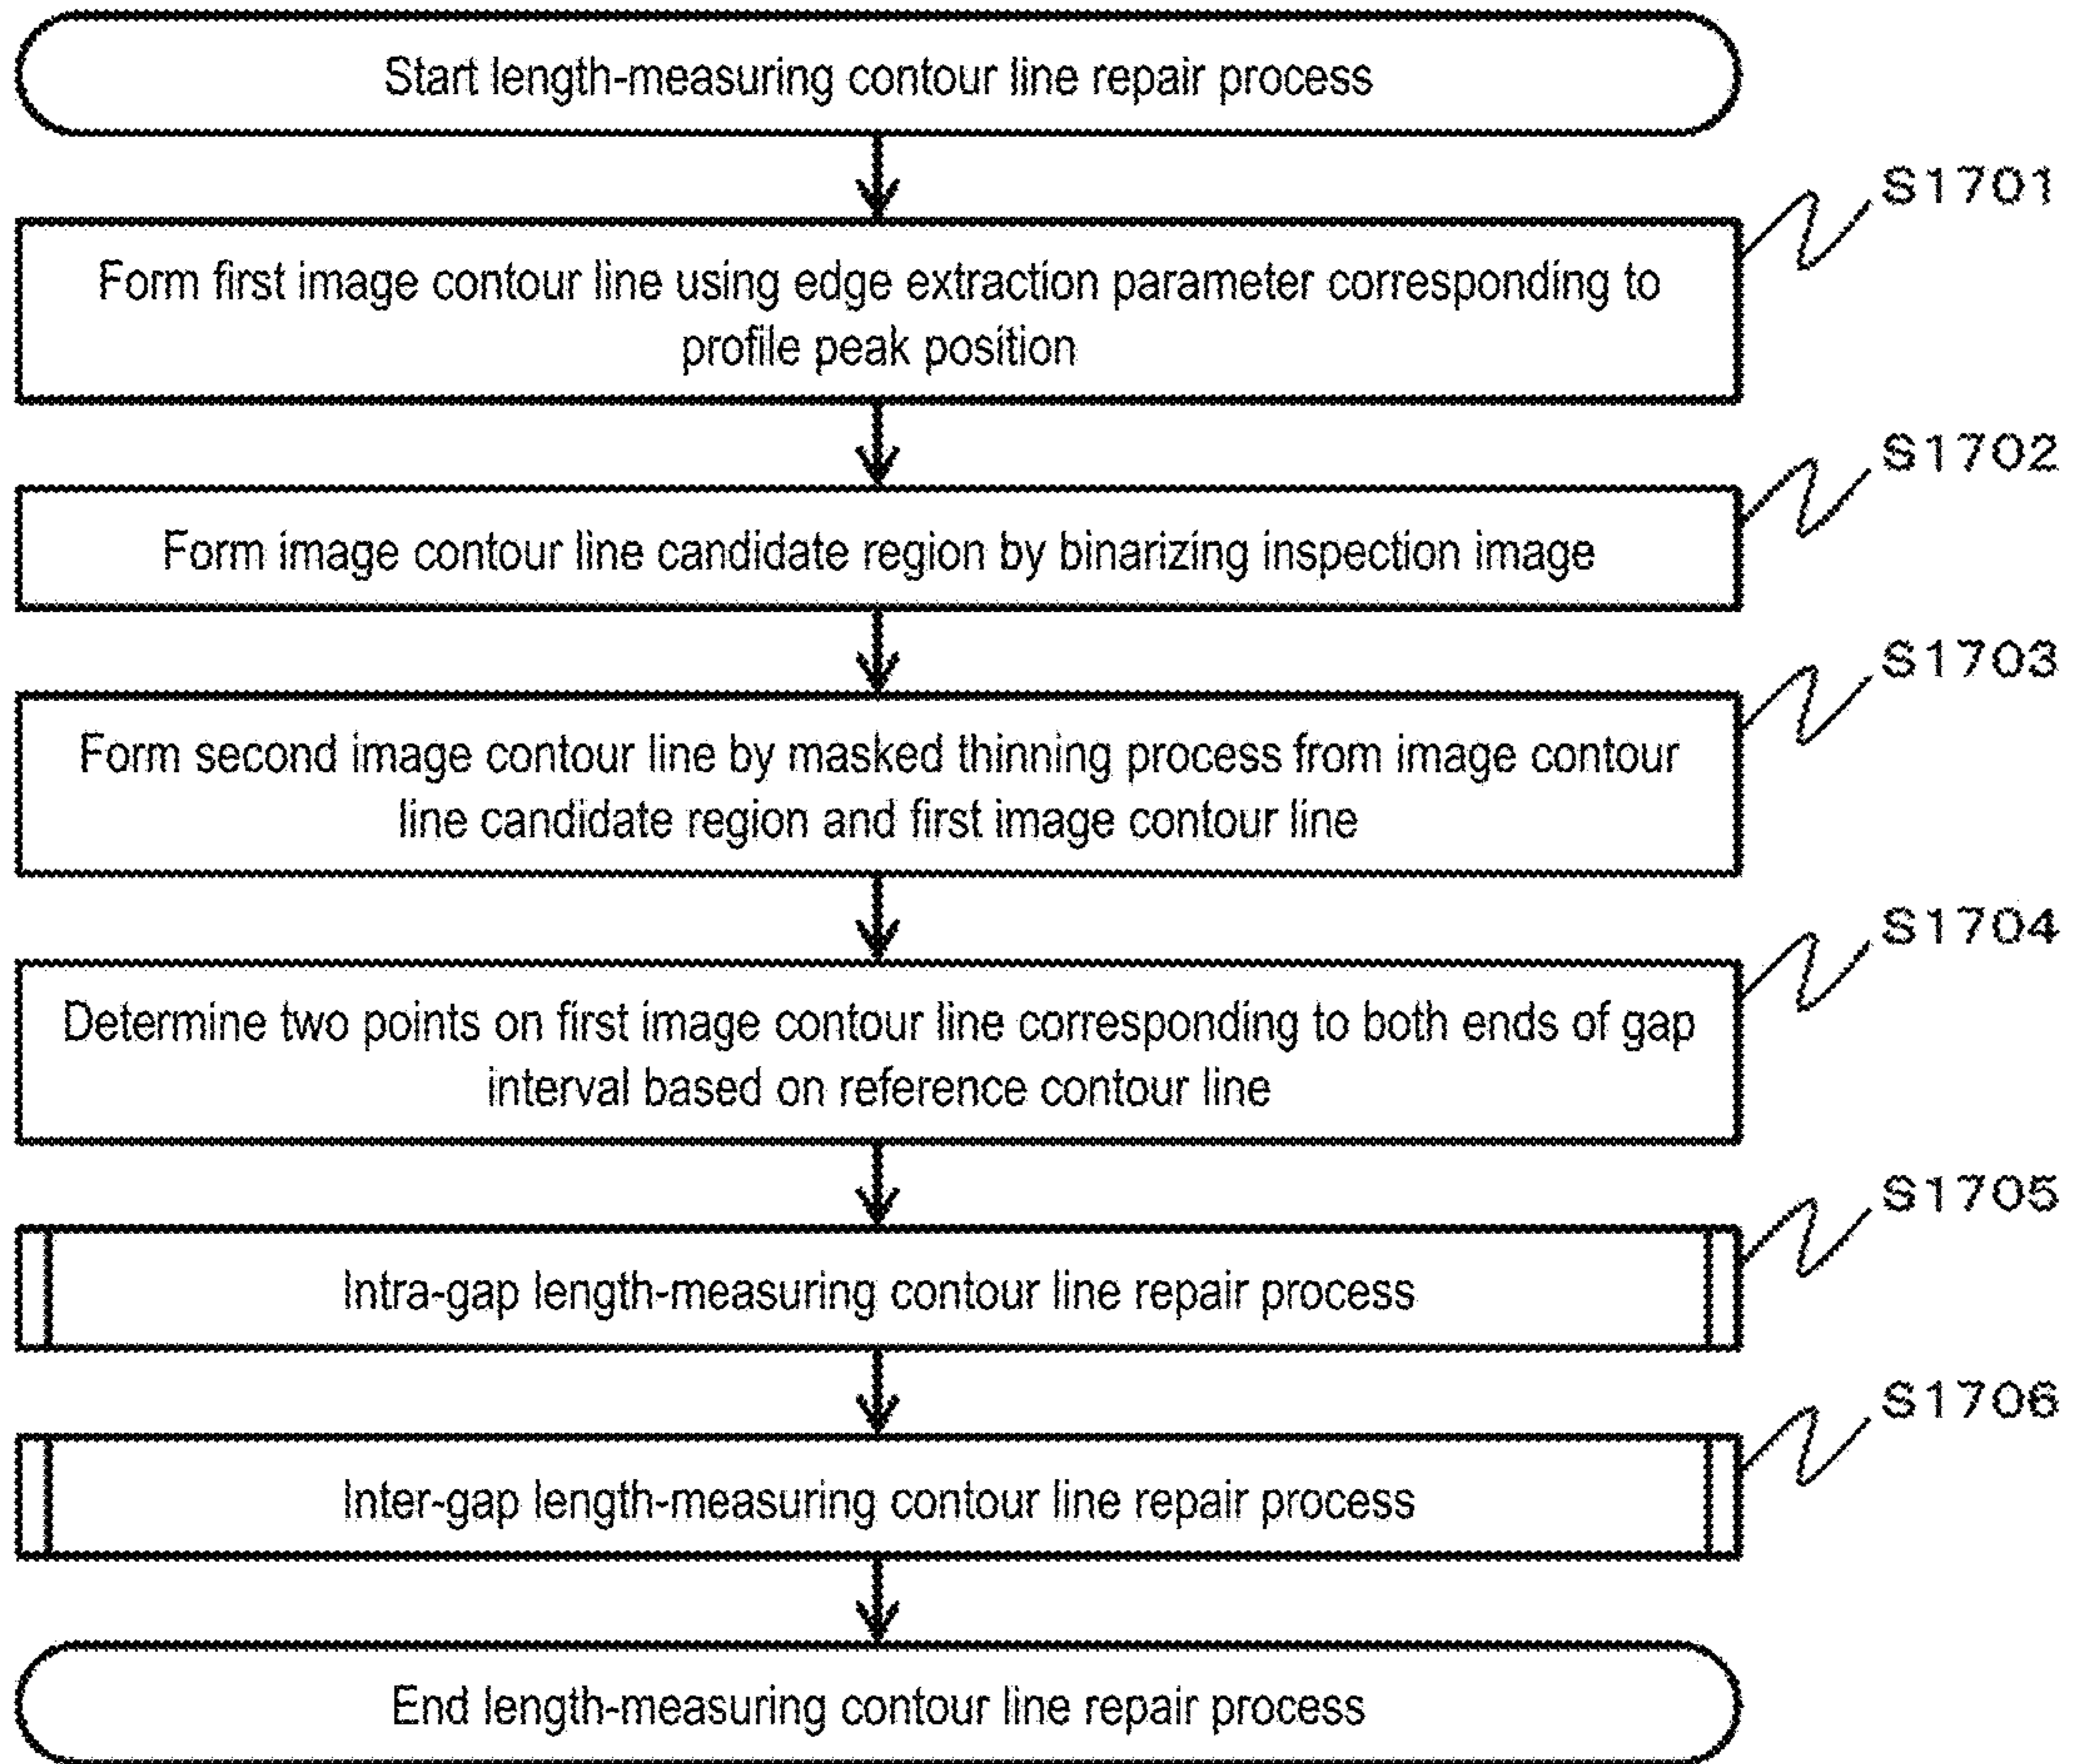 Start length-measuring contour line repair process
S1701
Form first image contour line using edge extraction parameter corresponding to
profile peak position
S1702
Form image contour line candidate region by binarizing inspection image
S1703
Form second image contour line by masked thinning process from image contour
line candidate region and first image contour line
S1704
Determine two points on first image contour line corresponding to both ends of gap
interval based on reference contour line
S1705
Intra-gap length-measuring contour line repair process
S1706
Inter-gap length-measuring contour line repair process
End length-measuring contour line repair process